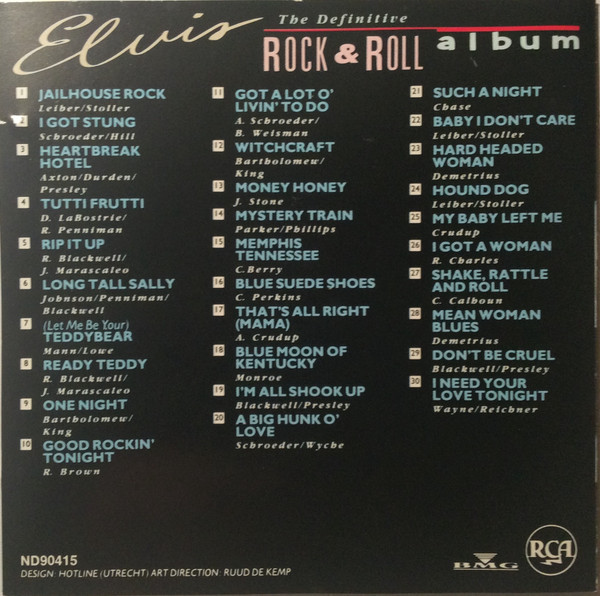 Elvis
The Definitive
ROCK & ROLL album
1 JAILHOUSE ROCK
Leiber/Stoller
2 I GOT STUNG
Schroeder/Hill
3 HEARTBREAK
HOTEL
Axton/Durden/
Presley
4 TUTTI FRUTTI
D. LaBostrie/
R. Penniman
5 RIP IT UP
R. Blackwell/
J. Marascaleo
6 LONG TALL SALLY
Johnson/Penniman/
Blackwell
7 (Let Me Be Your)
TEDDYBEAR
Mann/Lowe
8 READY TEDDY
R. Blackwell/
J. Marascaleo
9 ONE NIGHT
Bartholomew/
King
10 GOOD ROCKIN'
TONIGHT
R. Brown
11 GOT A LOT O'
LIVIN' TO DO
A. Schroeder/
B. Weisman
12 WITCHCRAFT
Bartholomew/
King
13 MONEY HONEY
J. Stone
14 MYSTERY TRAIN
Parker/Phillips
15 MEMPHIS
TENNESSEE
C.Berry
16 BLUE SUEDE SHOES
C. Perkins
17 THAT'S ALL RIGHT
(MAMA)
A. Crudup
18 BLUE MOON OF
KENTUCKY
Monroe
19 I'M ALL SHOOK UP
Blackwell/Presley
20 A BIG HUNK O'
LOVE
Schroeder/Wyche
21 SUCH A NIGHT
Chase
22 BABY I DON'T CARE
Leiber/Stoller
23 HARD HEADED
WOMAN
Demetrius
24 HOUND DOG
Leiber/Stoller
25 MY BABY LEFT ME
Crudup
26 I GOT A WOMAN
R. Charles
27 SHAKE, RATTLE
AND ROLL
C. Calhoun
28 MEAN WOMAN
BLUES
Demetrius
29 DON'T BE CRUEL
Blackwell/Presley
30 I NEED YOUR
LOVE TONIGHT
Wayne/Reichner
ND90415
DESIGN: HOTLINE (UTRECHT) ART DIRECTION: RUUD DE KEMP
BMG
RCA